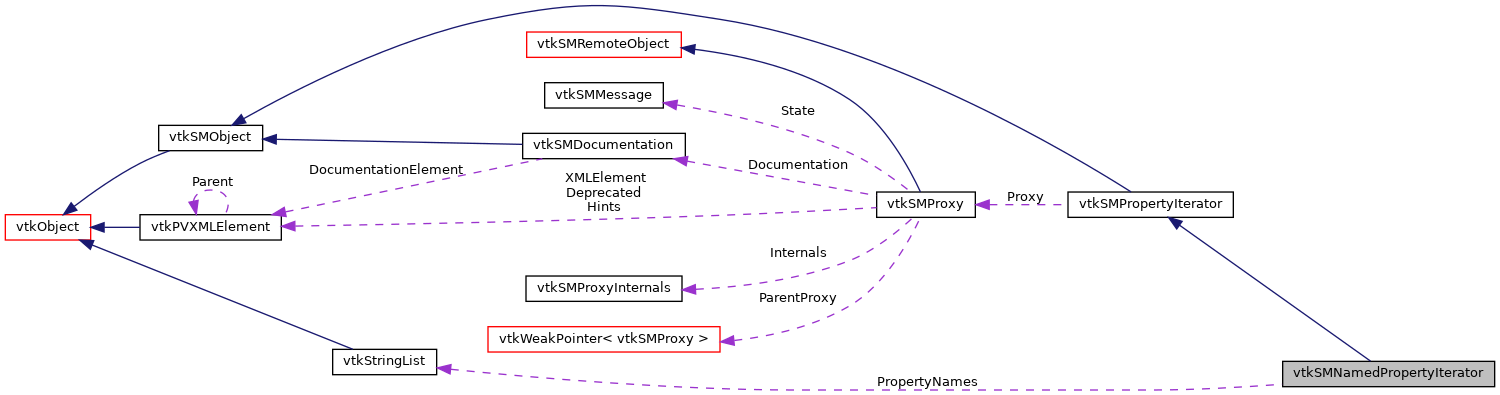 vtkSMRemoteObject
vtkSMMessage
State
vtkSMObject
vtkSMDocumentation
DocumentationElement
Documentation
XMLElement
Deprecated
Hints
Parent
vtkSMProxy
Proxy
vtkSMPropertyIterator
vtkObject
vtkPVXMLElement
Internals
vtkSMProxyInternals
ParentProxy
vtkWeakPointer< vtkSMProxy >
vtkStringList
PropertyNames
vtkSMNamedPropertyIterator